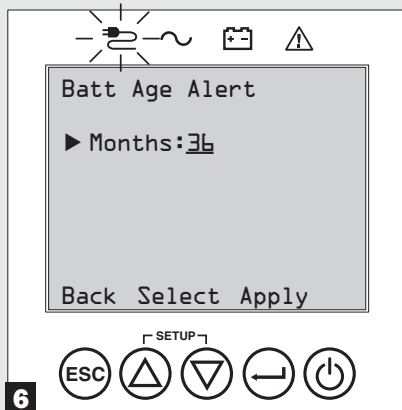 Batt Age Alert
▶ Months:36
Back Select Apply
SETUP
ESC
6